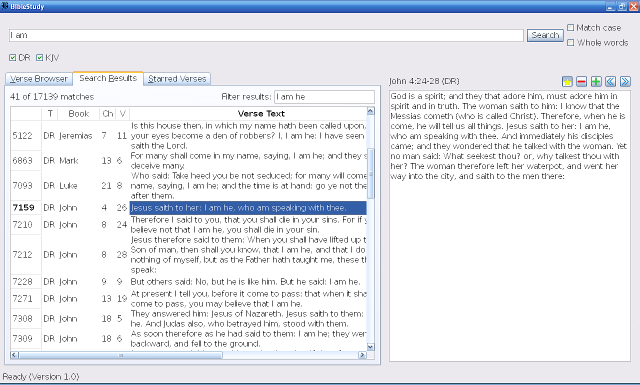 BibleStudy
I am
Search
Match case
Whole words
DR KJV
Verse Browser Search Results Starred Verses
41 of 17139 matches Filter results: I am he
T Book Ch V Verse Text
5122 DR Jeremias 7 11 Is this house then, in which my name hath been called upon,
your eyes become a den of robbers? I, I am he: I have seen
saith the Lord.
6863 DR Mark 13 6 For many shall come in my name, saying, I am he; and they s
deceive many.
7093 DR Luke 21 8 Who said: Take heed you be not seduced; for many will come
name, saying, I am he; and the time is at hand: go ye not the
after them.
7159 DR John 4 26 Jesus saith to her: I am he, who am speaking with thee.
7210 DR John 8 24 Therefore I said to you, that you shall die in your sins. For if y
believe not that I am he, you shall die in your sin.
7212 DR John 8 28 Jesus therefore said to them: When you shall have lifted up t
Son of man, then shall you know, that I am he, and that I do
nothing of myself, but as the Father hath taught me, these th
speak:
7228 DR John 9 9 But others said: No, but he is like him. But he said: I am he.
7271 DR John 13 19 At present I tell you, before it come to pass: that when it sha
come to pass, you may believe that I am he.
7308 DR John 18 5 They answered him: Jesus of Nazareth. Jesus saith to them:
he. And Judas also, who betrayed him, stood with them.
7309 DR John 18 6 As soon therefore as he had said to them: I am he; they wer
backward, and fell to the ground.
John 4:24-28 (DR)
God is a spirit; and they that adore him, must adore him in
spirit and in truth. The woman saith to him: I know that the
Messias cometh (who is called Christ). Therefore, when he is
come, he will tell us all things. Jesus saith to her: I am he,
who am speaking with thee. And immediately his disciples
came; and they wondered that he talked with the woman. Yet
no man said: What seekest thou? or, why talkest thou with
her? The woman therefore left her waterpot, and went her
way into the city, and saith to the men there:
Ready (Version 1.0)